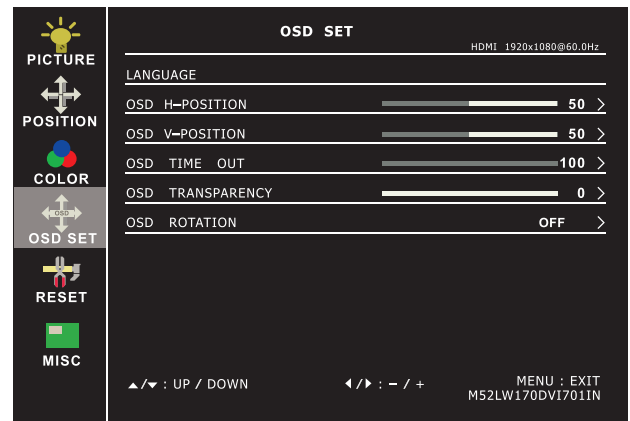 OSD SET
HDMI 1920x1080@60.0Hz
PICTURE
POSITION
COLOR
OSD
OSD SET
RESET
MISC
LANGUAGE
OSD H-POSITION 50 >
OSD V-POSITION 50 >
OSD TIME OUT 100 >
OSD TRANSPARENCY 0 >
OSD ROTATION OFF >
▲/▼ : UP / DOWN ◀/▶ : - / + MENU : EXIT
M52LW170DVI701IN